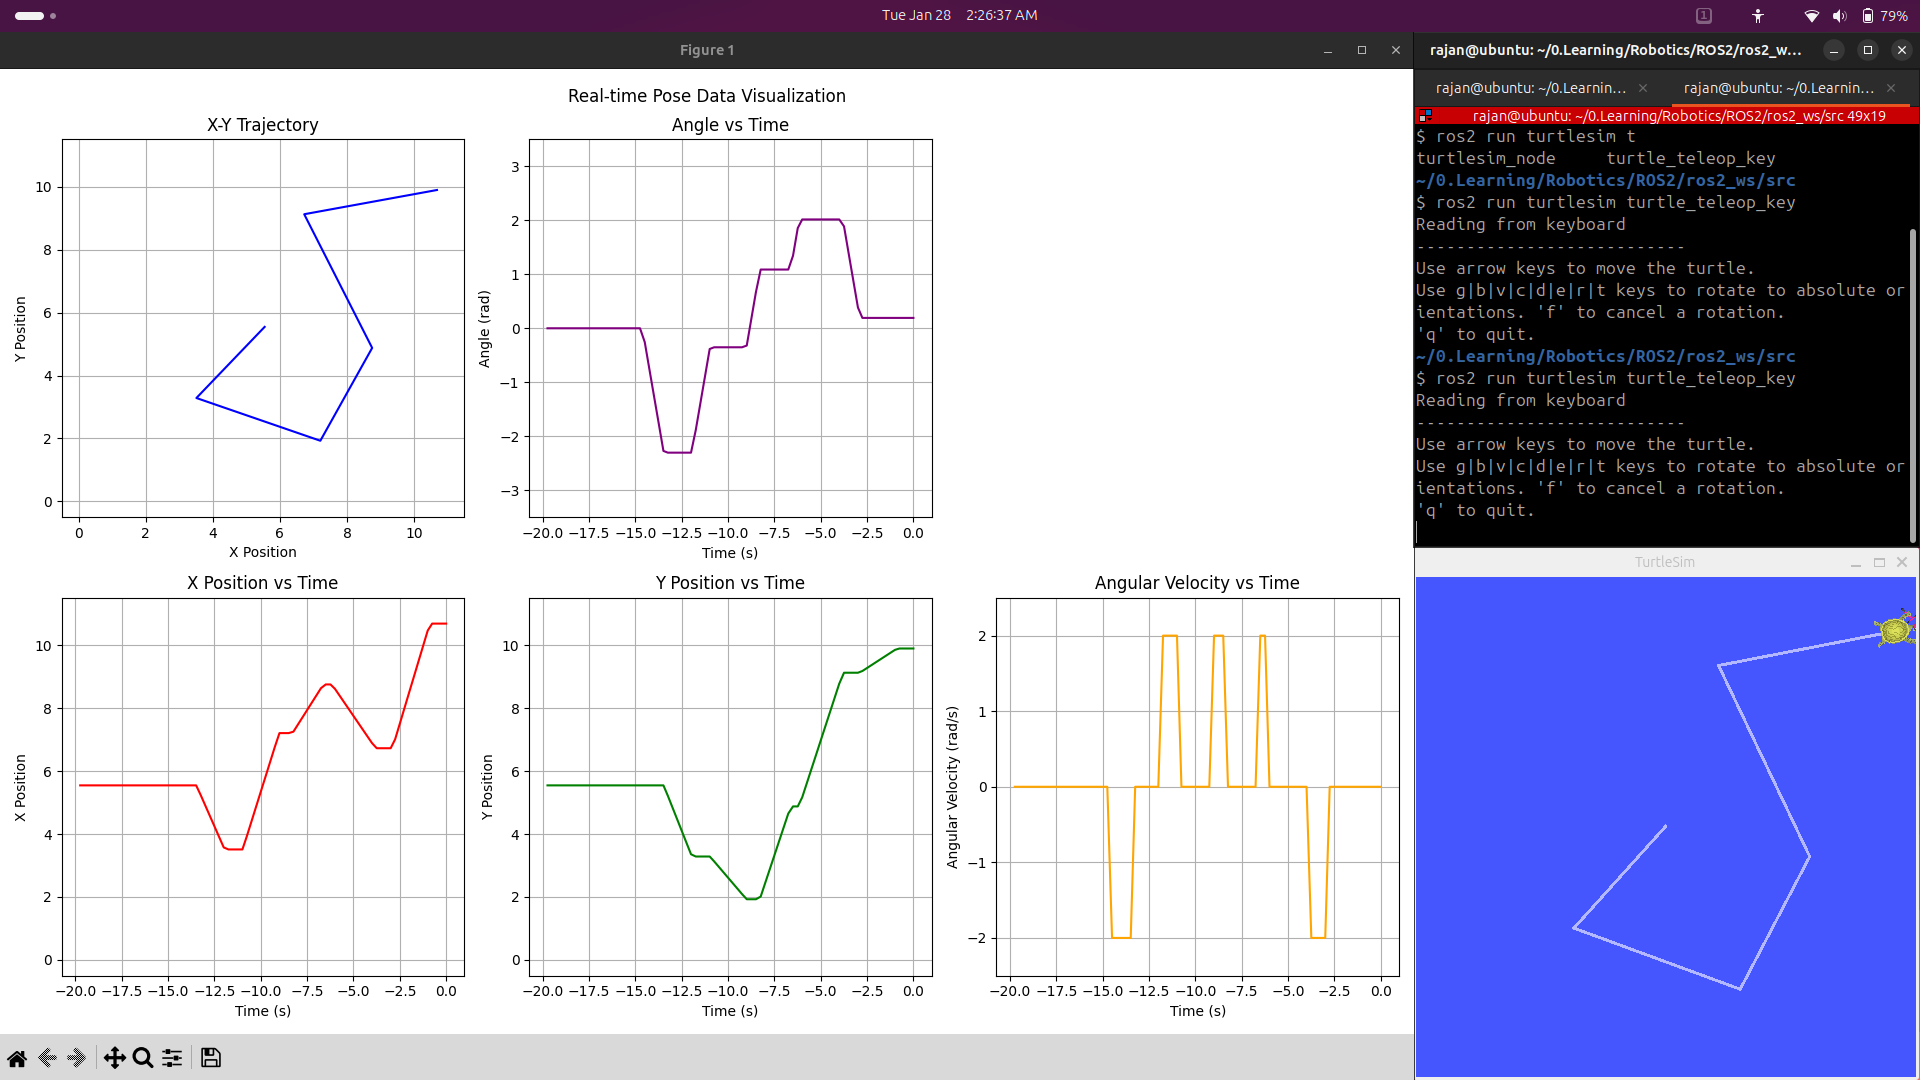 Tue Jan 28 2:26:37 AM
1
79%
Figure 1
Real-time Pose Data Visualization
X-Y Trajectory
10
8
6
4
2
0
Y Position
0 2 4 6 8 10
X Position
Angle vs Time
3
2
1
0
−1
−2
−3
Angle (rad)
−20.0 −17.5 −15.0 −12.5 −10.0 −7.5 −5.0 −2.5 0.0
Time (s)
X Position vs Time
10
8
6
4
2
0
X Position
−20.0 −17.5 −15.0 −12.5 −10.0 −7.5 −5.0 −2.5 0.0
Time (s)
Y Position vs Time
10
8
6
4
2
0
Y Position
−20.0 −17.5 −15.0 −12.5 −10.0 −7.5 −5.0 −2.5 0.0
Time (s)
Angular Velocity vs Time
2
1
0
−1
−2
Angular Velocity (rad/s)
−20.0 −17.5 −15.0 −12.5 −10.0 −7.5 −5.0 −2.5 0.0
Time (s)
rajan@ubuntu: ~/0.Learning/Robotics/ROS2/ros2_w...
rajan@ubuntu: ~/0.Learnin... rajan@ubuntu: ~/0.Learnin...
rajan@ubuntu: ~/0.Learning/Robotics/ROS2/ros2_ws/src 49x19
$ ros2 run turtlesim t
turtlesim_node turtle_teleop_key
~/0.Learning/Robotics/ROS2/ros2_ws/src
$ ros2 run turtlesim turtle_teleop_key
Reading from keyboard
---------------------------
Use arrow keys to move the turtle.
Use g|b|v|c|d|e|r|t keys to rotate to absolute or
ientations. 'f' to cancel a rotation.
'q' to quit.
~/0.Learning/Robotics/ROS2/ros2_ws/src
$ ros2 run turtlesim turtle_teleop_key
Reading from keyboard
---------------------------
Use arrow keys to move the turtle.
Use g|b|v|c|d|e|r|t keys to rotate to absolute or
ientations. 'f' to cancel a rotation.
'q' to quit.
TurtleSim